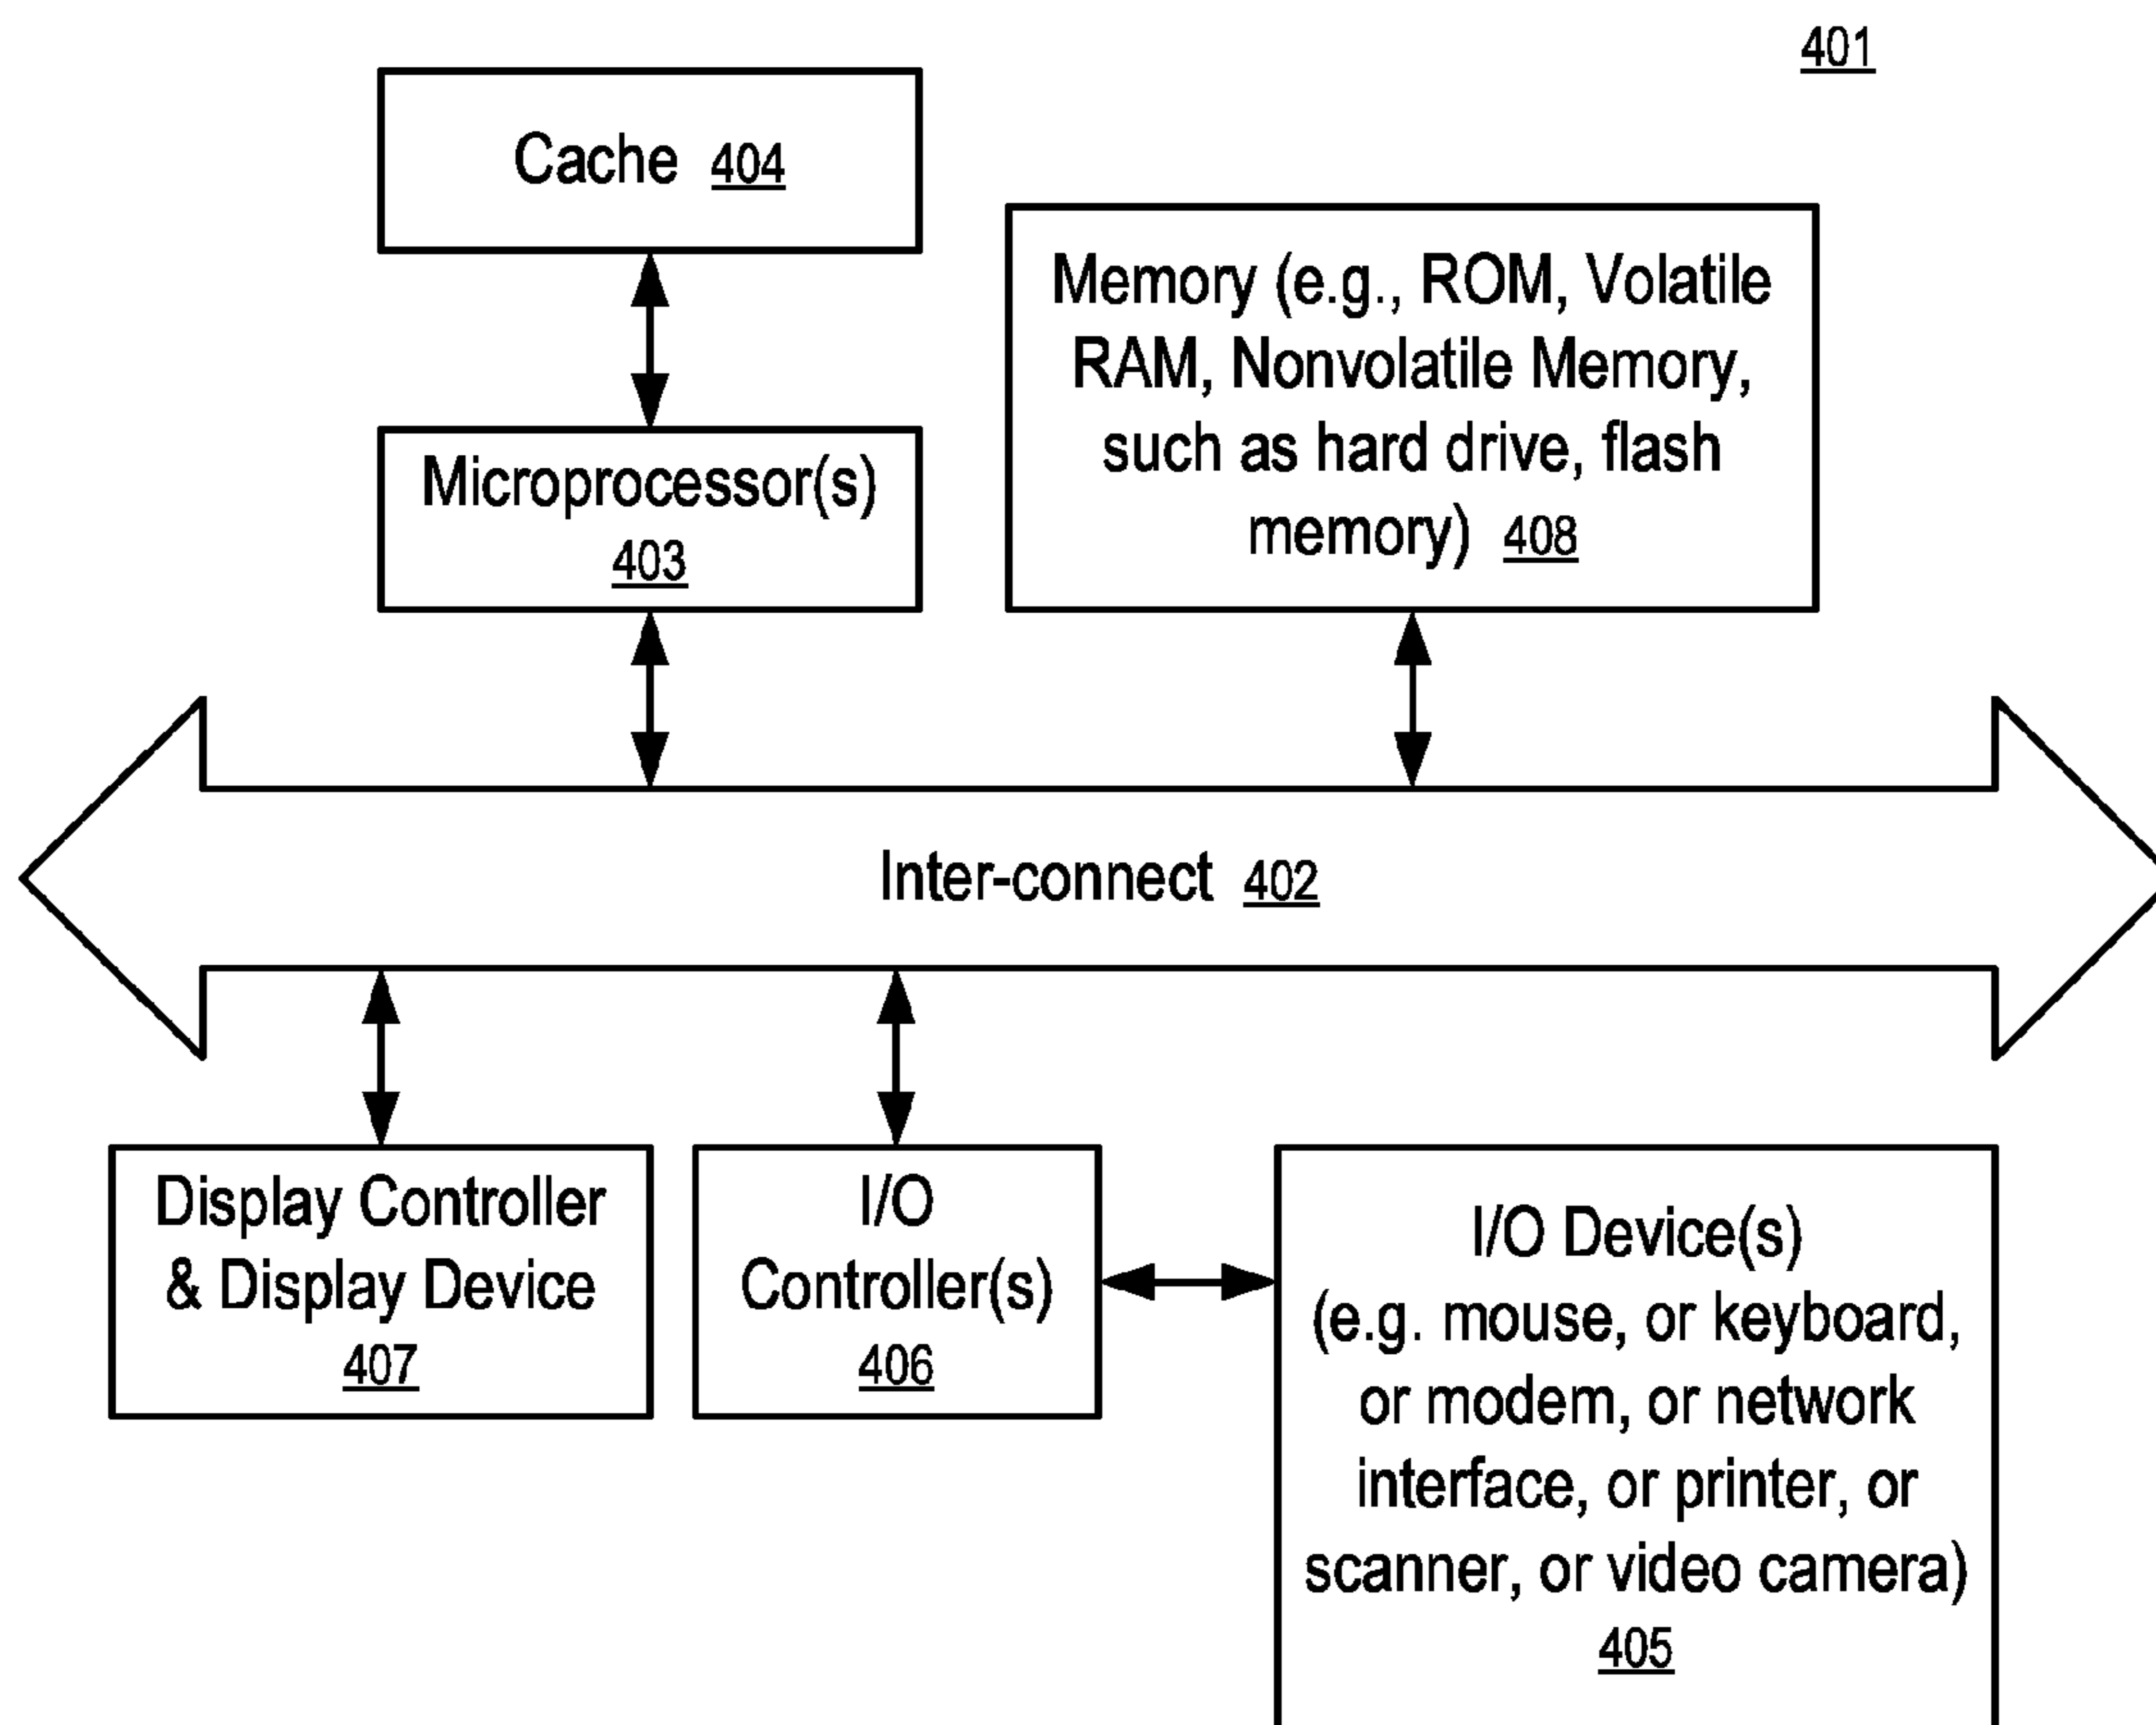 401
Cache 404
Memory (e.g., ROM, Volatile
RAM, Nonvolatile Memory,
such as hard drive, flash
memory) 408
Microprocessor(s)
403
Inter-connect 402
Display Controller
& Display Device
407
I/O
Controller(s)
406
I/O Device(s)
(e.g. mouse, or keyboard,
or modem, or network
interface, or printer, or
scanner, or video camera)
405